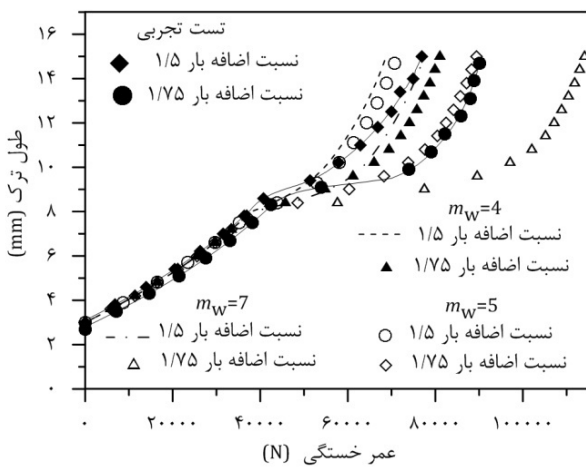 ۱۶
۱۴
۱۲
۱۰
۸
۶
۴
۲
۰
طول ترک (mm)
تست تجربی
نسبت اضافه بار ۱/۵
نسبت اضافه بار ۱/۷۵
m_w=4
نسبت اضافه بار ۱/۵
نسبت اضافه بار ۱/۷۵
m_w=7
نسبت اضافه بار ۱/۵
نسبت اضافه بار ۱/۷۵
m_w=5
نسبت اضافه بار ۱/۵
نسبت اضافه بار ۱/۷۵
۰ ۲۰۰۰۰ ۴۰۰۰۰ ۶۰۰۰۰ ۸۰۰۰۰ ۱۰۰۰۰۰
عمر خستگی (N)